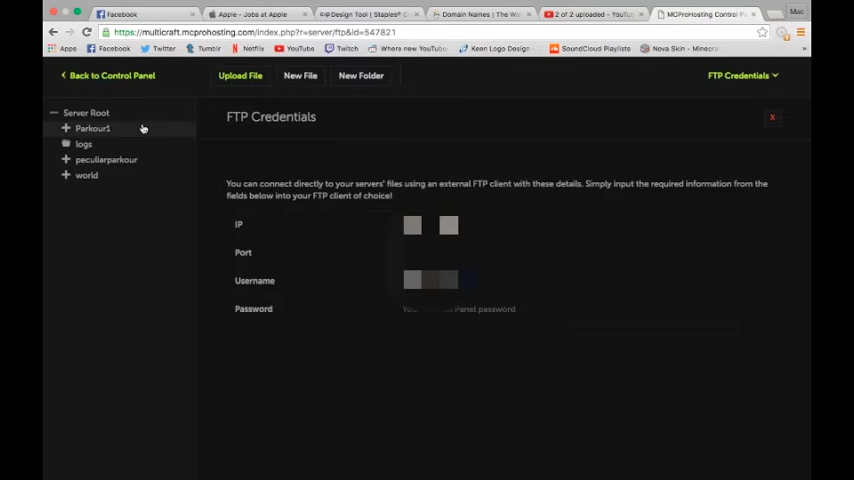 Facebook
Apple - Jobs at Apple
Design Tool | Staples®
Domain Names | The Wo
2 of 2 uploaded - YouTu
MCProHosting Control P
Mac
https://multicraft.mcprohosting.com/index.php?r=server/ftp&id=547821
Apps Facebook Twitter Tumblr Netflix YouTube Twitch Where new YouTube Keen Logo Design - SoundCloud Playlists Nova Skin - Minecra
Back to Control Panel Upload File New File New Folder FTP Credentials
Server Root
Parkour1
logs
peculiarparkour
world
FTP Credentials
X
You can connect directly to your servers' files using an external FTP client with these details. Simply input the required information from the
fields below into your FTP client of choice!
IP
Port
Username
Password Panel password